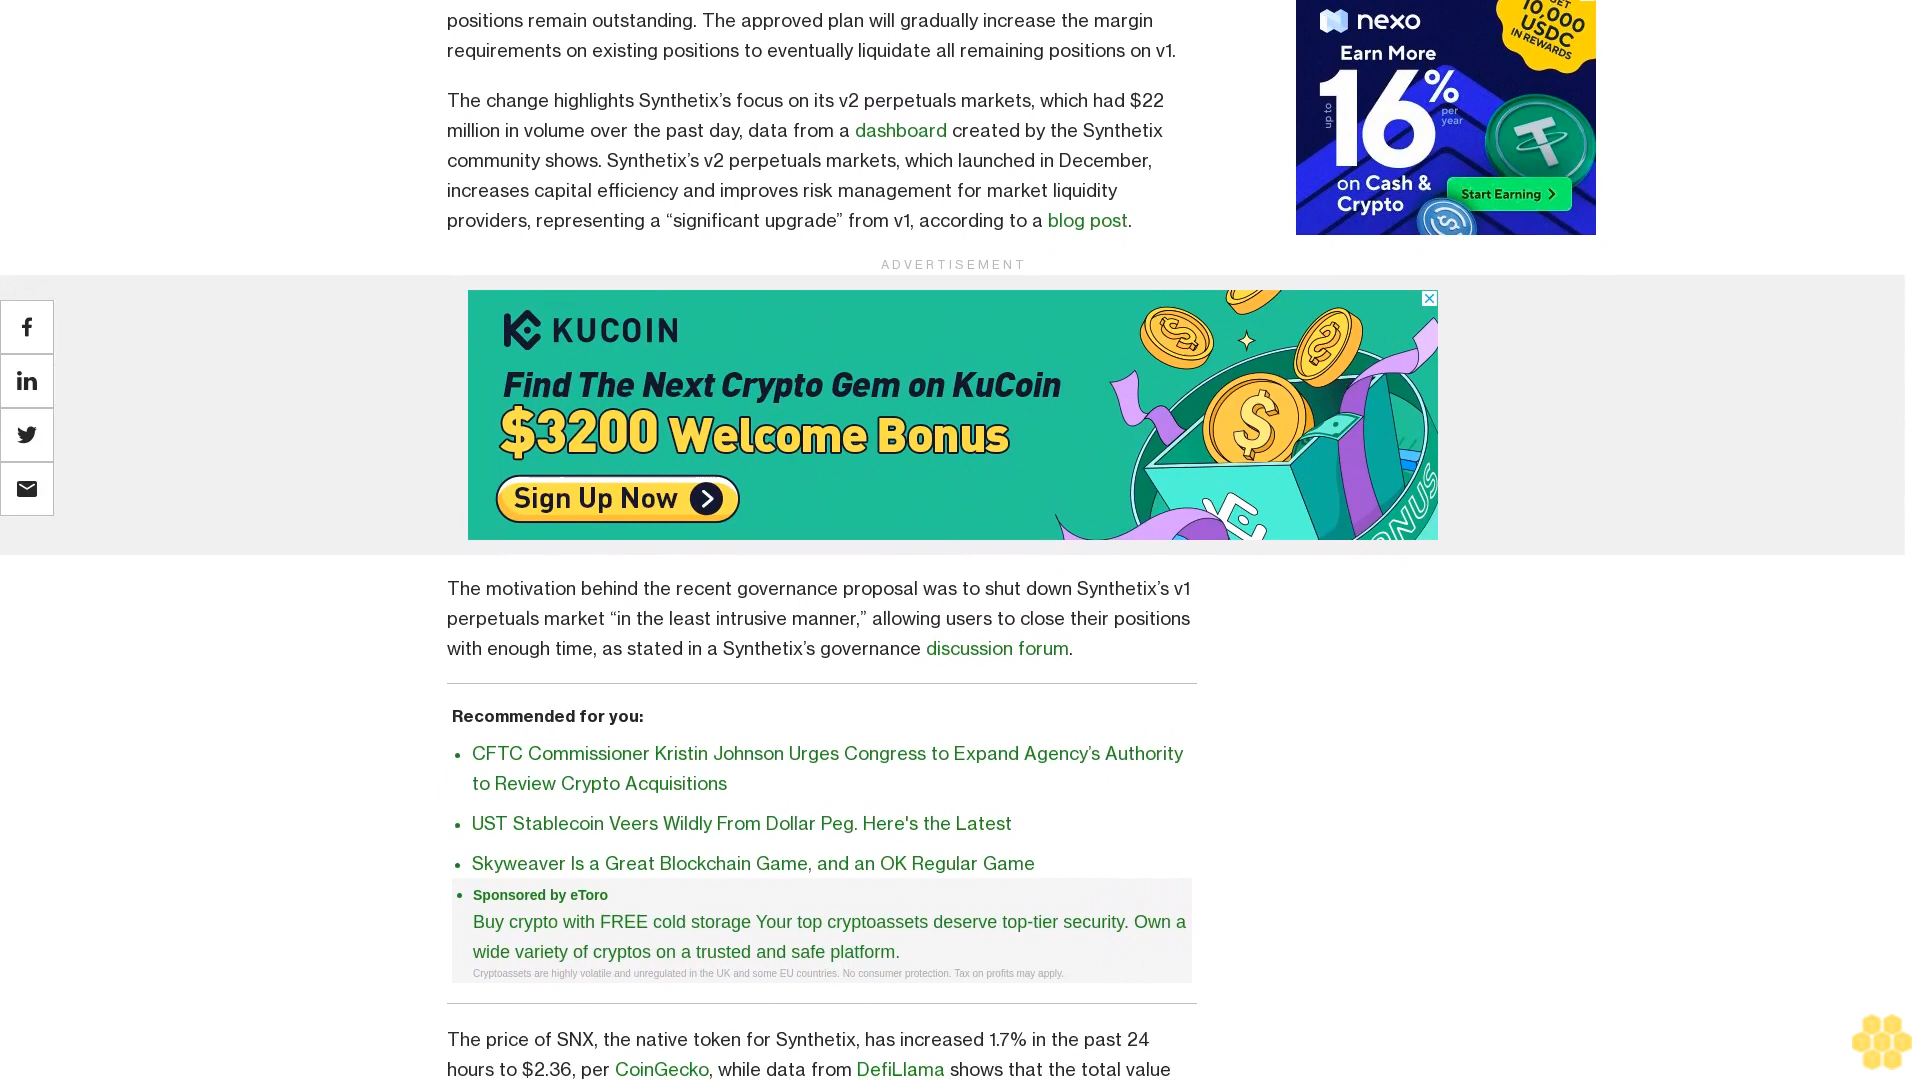 positions remain outstanding. The approved plan will gradually increase the margin
requirements on existing positions to eventually liquidate all remaining positions on v1.
The change highlights Synthetix’s focus on its v2 perpetuals markets, which had $22
million in volume over the past day, data from a dashboard created by the Synthetix
community shows. Synthetix’s v2 perpetuals markets, which launched in December,
increases capital efficiency and improves risk management for market liquidity
providers, representing a “significant upgrade” from v1, according to a blog post.
nexo
10,000
USDC
IN REWARDS
Earn More
up to
16%
per
year
on Cash &
Crypto
Start Earning
ADVERTISEMENT
KUCOIN
Find The Next Crypto Gem on KuCoin
$3200 Welcome Bonus
Sign Up Now
BONUS
The motivation behind the recent governance proposal was to shut down Synthetix’s v1
perpetuals market “in the least intrusive manner,” allowing users to close their positions
with enough time, as stated in a Synthetix’s governance discussion forum.
Recommended for you:
• CFTC Commissioner Kristin Johnson Urges Congress to Expand Agency’s Authority
to Review Crypto Acquisitions
• UST Stablecoin Veers Wildly From Dollar Peg. Here's the Latest
• Skyweaver Is a Great Blockchain Game, and an OK Regular Game
• Sponsored by eToro
Buy crypto with FREE cold storage Your top cryptoassets deserve top-tier security. Own a
wide variety of cryptos on a trusted and safe platform.
Cryptoassets are highly volatile and unregulated in the UK and some EU countries. No consumer protection. Tax on profits may apply.
The price of SNX, the native token for Synthetix, has increased 1.7% in the past 24
hours to $2.36, per CoinGecko, while data from DefiLlama shows that the total value